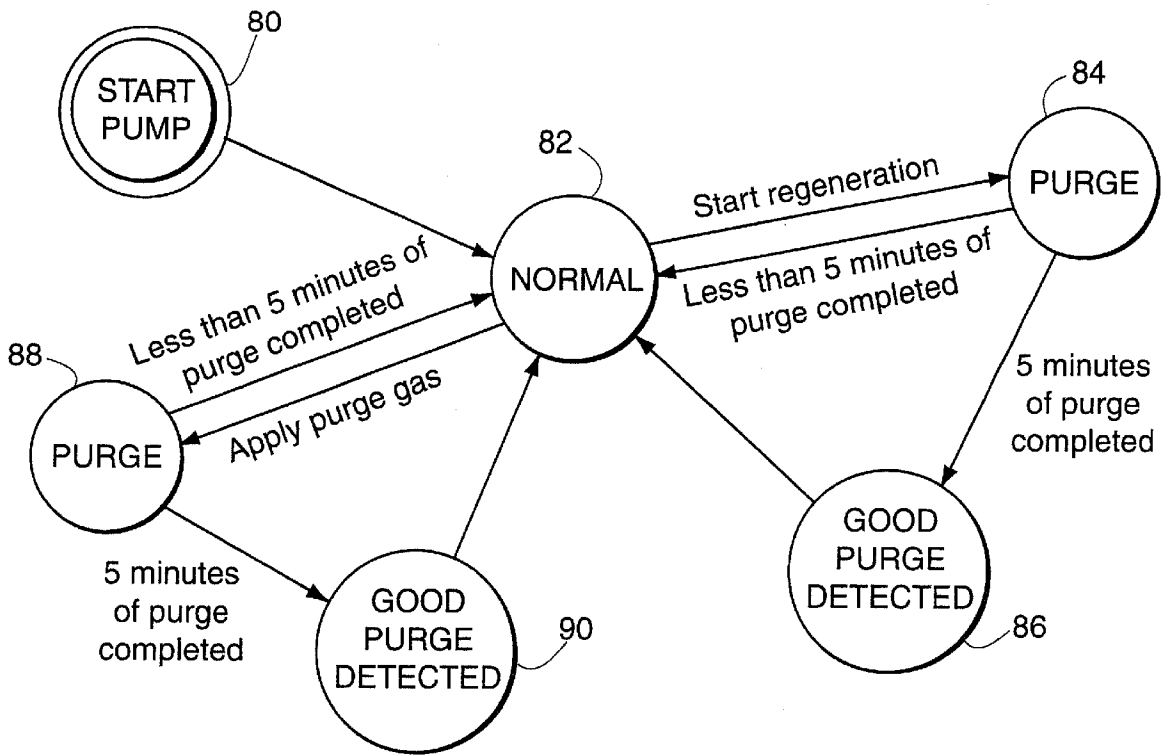 80
START
PUMP
84
PURGE
82
NORMAL
Start regeneration
Less than 5 minutes of
purge completed
Less than 5 minutes of
purge completed
Apply purge gas
88
PURGE
5 minutes
of purge
completed
5 minutes
of purge
completed
GOOD
PURGE
DETECTED
90
GOOD
PURGE
DETECTED
86